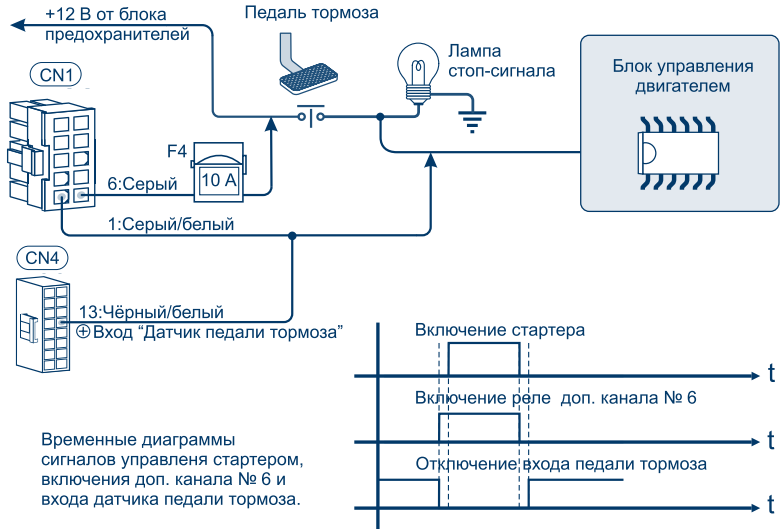 +12 В от блока
предохранителей
Педаль тормоза
Лампа
стоп-сигнала
Блок управления
двигателем
CN1
F4
10 А
6:Серый
1:Серый/белый
CN4
13:Чёрный/белый
⊕Вход “Датчик педали тормоза”
Включение стартера
t
Включение реле доп. канала № 6
t
Отключение входа педали тормоза
t
Временные диаграммы
сигналов управленя стартером,
включения доп. канала № 6 и
входа датчика педали тормоза.